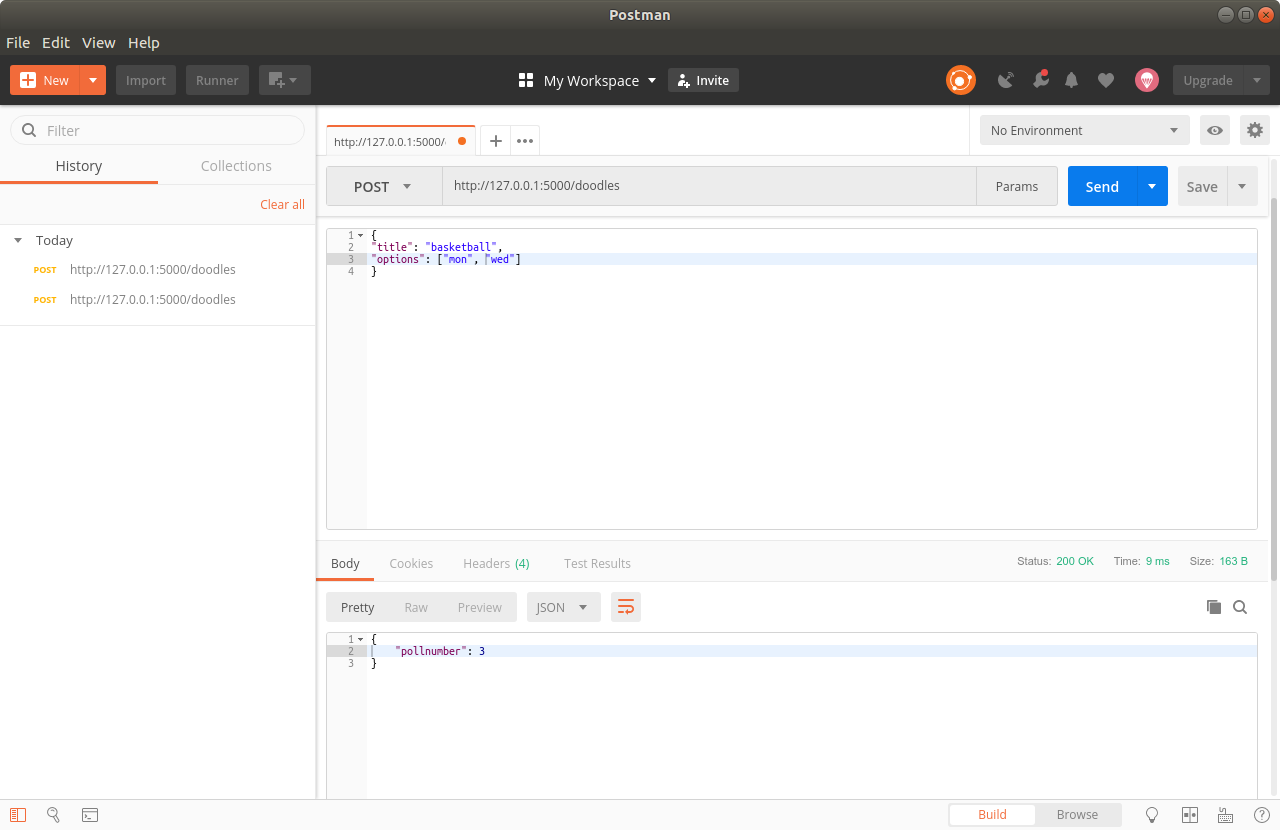 Postman
File Edit View Help
New Import Runner My Workspace Invite Upgrade
Filter
History Collections
Clear all
Today
POST http://127.0.0.1:5000/doodles
POST http://127.0.0.1:5000/doodles
http://127.0.0.1:5000/
No Environment
POST http://127.0.0.1:5000/doodles Params Send Save
1 {
2 "title": "basketball",
3 "options": ["mon", "wed"]
4 }
Body Cookies Headers (4) Test Results Status: 200 OK Time: 9 ms Size: 163 B
Pretty Raw Preview JSON
1 {
2 "pollnumber": 3
3 }
Build Browse